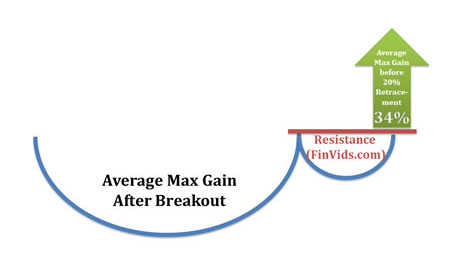 Average
Max Gain
before
20%
Retrace-
ment
34%
Resistance
(FinVids.com)
Average Max Gain
After Breakout